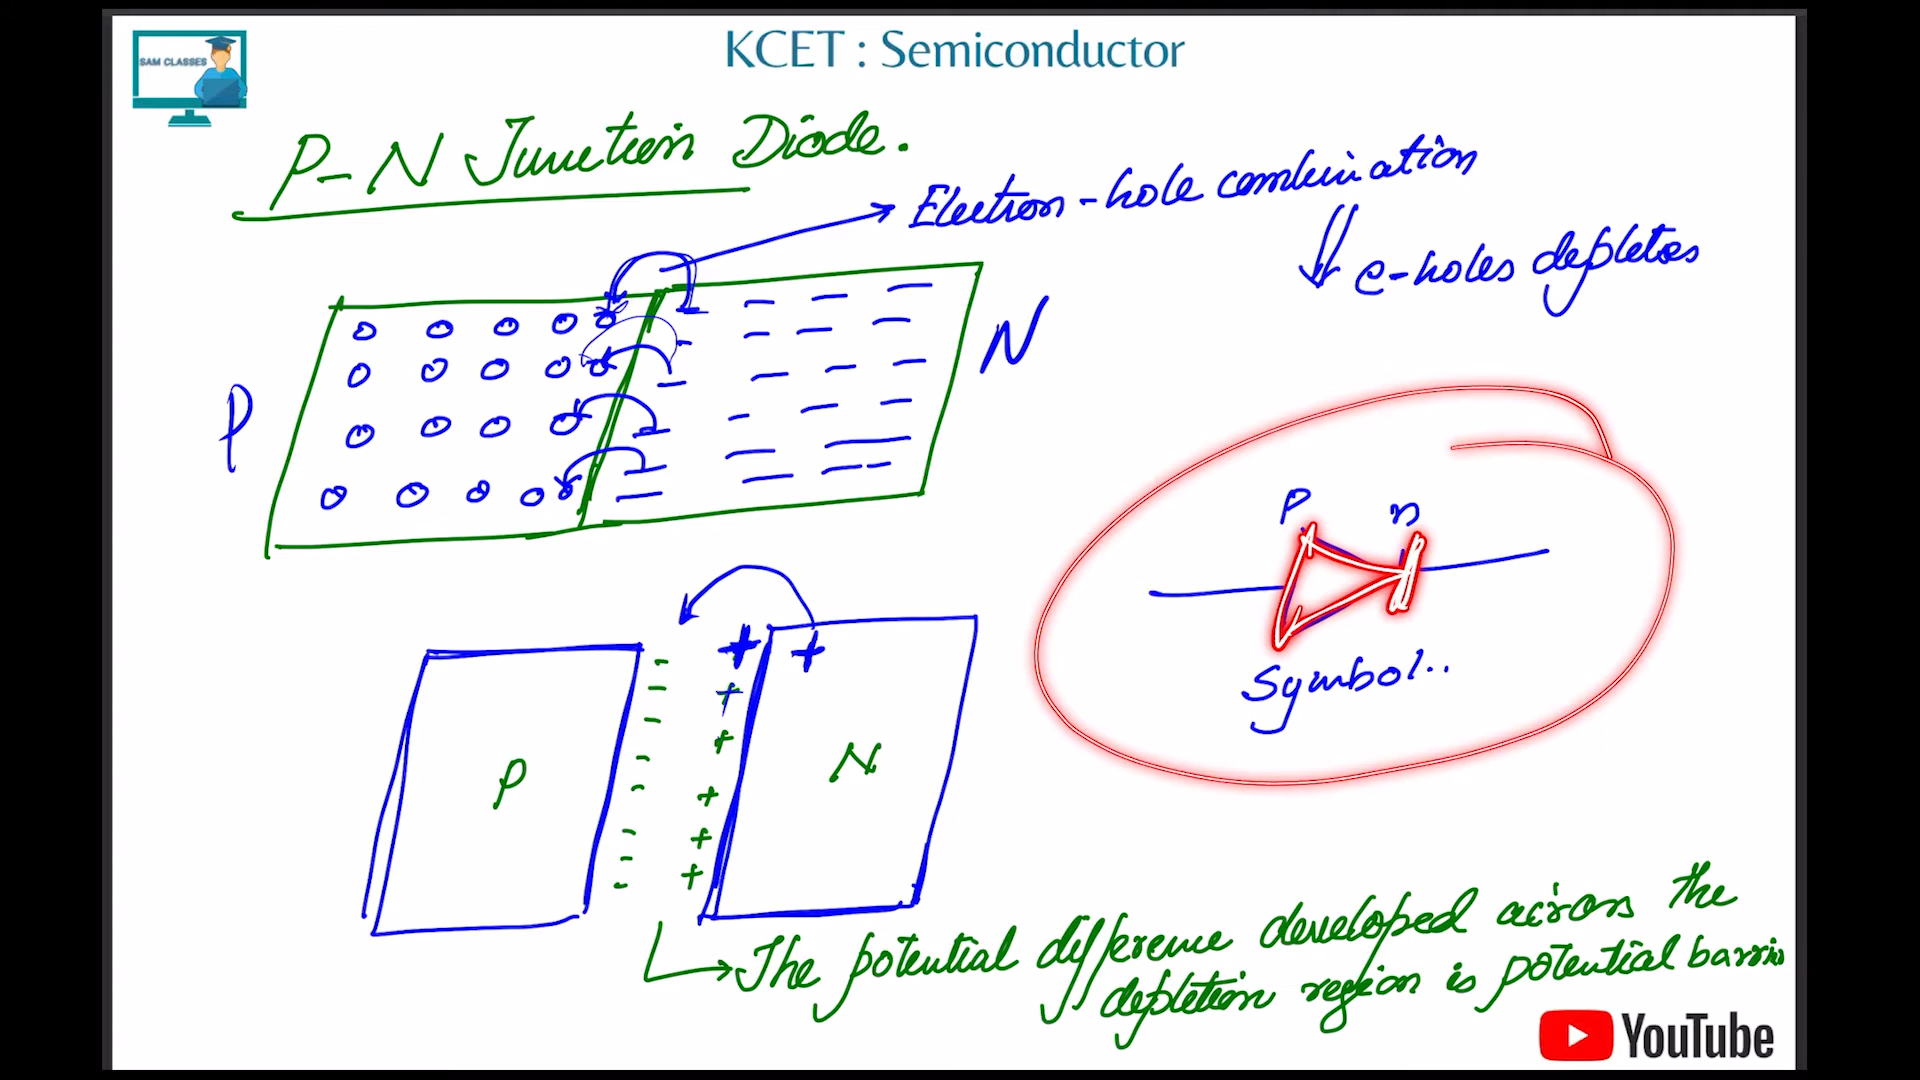 SAM CLASSES
KCET : Semiconductor
P-N Junction Diode.
Electron-hole combination
e-holes depletes
P
N
P
n
Symbol..
P
N
The potential difference developed across the
depletion region is potential barrier
YouTube